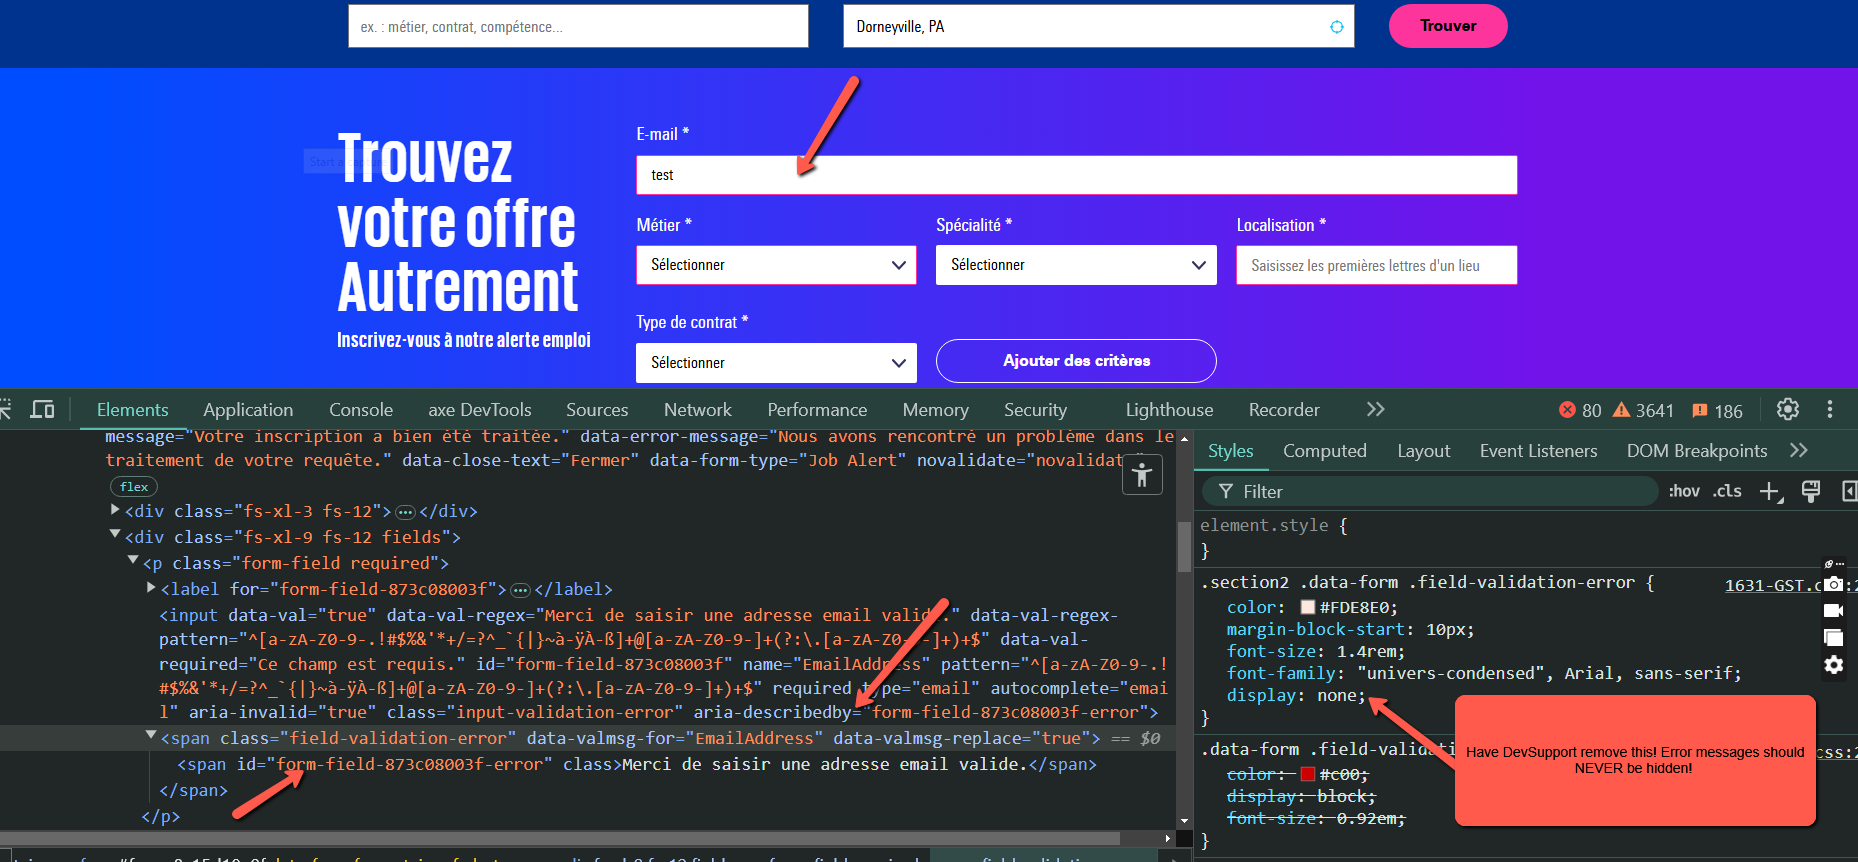 ex. : métier, contrat, compétence...
Dorneyville, PA
Trouver
Trouvez
votre offre
Autrement
Inscrivez-vous à notre alerte emploi
E-mail *
test
Métier *
Sélectionner
Spécialité *
Sélectionner
Localisation *
Saisissez les premières lettres d'un lieu
Type de contrat *
Sélectionner
Ajouter des critères
Elements
Application
Console
axe DevTools
Sources
Network
Performance
Memory
Security
Lighthouse
Recorder
80
3641
186
message="Votre inscription a bien été traitée." data-error-message="Nous avons rencontré un problème dans le
traitement de votre requête." data-close-text="Fermer" data-form-type="Job Alert" novalidate="novalidat
flex
<div class="fs-xl-3 fs-12">…</div>
<div class="fs-xl-9 fs-12 fields">
<p class="form-field required">
<label for="form-field-873c08003f">…</label>
<input data-val="true" data-val-regex="Merci de saisir une adresse email valide." data-val-regex-
pattern="^[a-zA-Z0-9-.!#$%&'*+/=?^_`{|}~à-ÿÀ-ß]+@[a-zA-Z0-9-]+(?:\.[a-zA-Z0-9-]+)+$" data-val-
required="Ce champ est requis." id="form-field-873c08003f" name="EmailAddress" pattern="^[a-zA-Z0-9-.!
#$%&'*+/=?^_`{|}~à-ÿÀ-ß]+@[a-zA-Z0-9-]+(?:\.[a-zA-Z0-9-]+)+$" required type="email" autocomplete="emai
l" aria-invalid="true" class="input-validation-error" aria-describedby="form-field-873c08003f-error">
<span class="field-validation-error" data-valmsg-for="EmailAddress" data-valmsg-replace="true"> == $0
<span id="form-field-873c08003f-error" class>Merci de saisir une adresse email valide.</span>
</span>
</p>
Styles
Computed
Layout
Event Listeners
DOM Breakpoints
Filter
:hov
.cls
element.style {
}
.section2 .data-form .field-validation-error {
1631-GST.c
color: #FDE8E0;
margin-block-start: 10px;
font-size: 1.4rem;
font-family: "univers-condensed", Arial, sans-serif;
display: none;
}
.data-form .field-validati
css:2
color: #c00;
display: block;
font-size: 0.92em;
}
Have DevSupport remove this! Error messages should
NEVER be hidden!